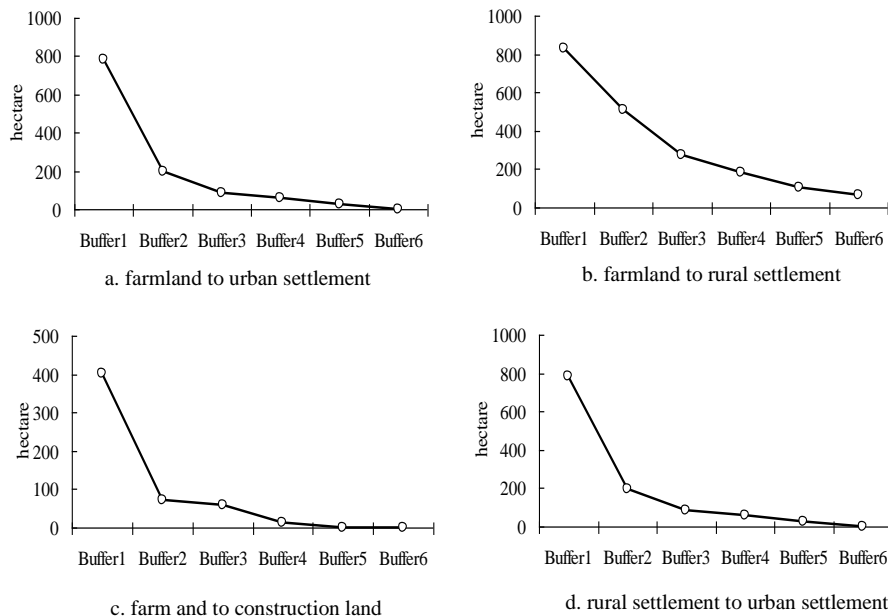 1000
800
600
400
200
0
hectare
Buffer1 Buffer2 Buffer3 Buffer4 Buffer5 Buffer6
a. farmland to urban settlement
1000
800
600
400
200
0
hectare
Buffer1 Buffer2 Buffer3 Buffer4 Buffer5 Buffer6
b. farmland to rural settlement
500
400
300
200
100
0
hectare
Buffer1 Buffer2 Buffer3 Buffer4 Buffer5 Buffer6
c. farm and to construction land
1000
800
600
400
200
0
hectare
Buffer1 Buffer2 Buffer3 Buffer4 Buffer5 Buffer6
d. rural settlement to urban settlement